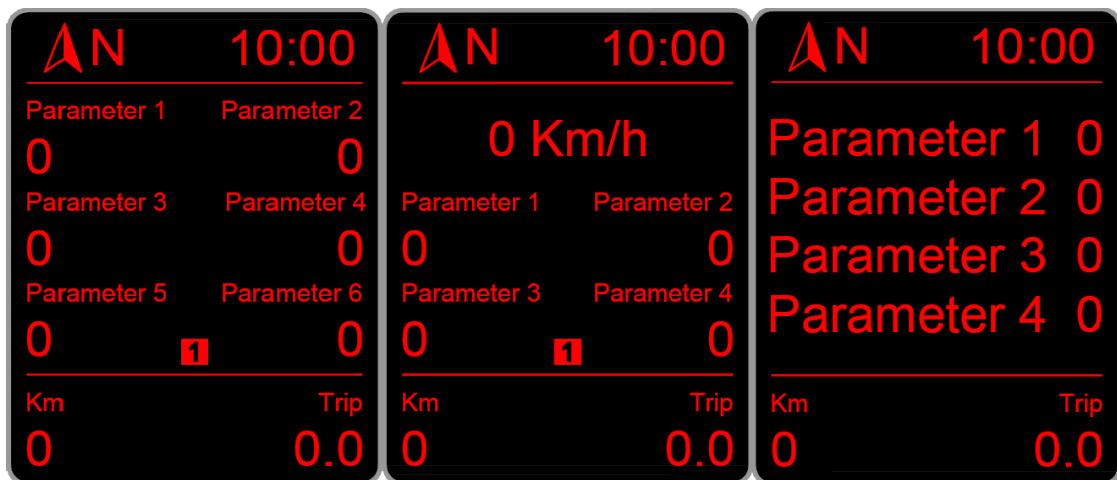 N 10:00
Parameter 1 Parameter 2
0 0
Parameter 3 Parameter 4
0 0
Parameter 5 Parameter 6
0 1 0
Km Trip
0 0.0
N 10:00
0 Km/h
Parameter 1 Parameter 2
0 0
Parameter 3 Parameter 4
0 1 0
Km Trip
0 0.0
N 10:00
Parameter 1 0
Parameter 2 0
Parameter 3 0
Parameter 4 0
Km Trip
0 0.0